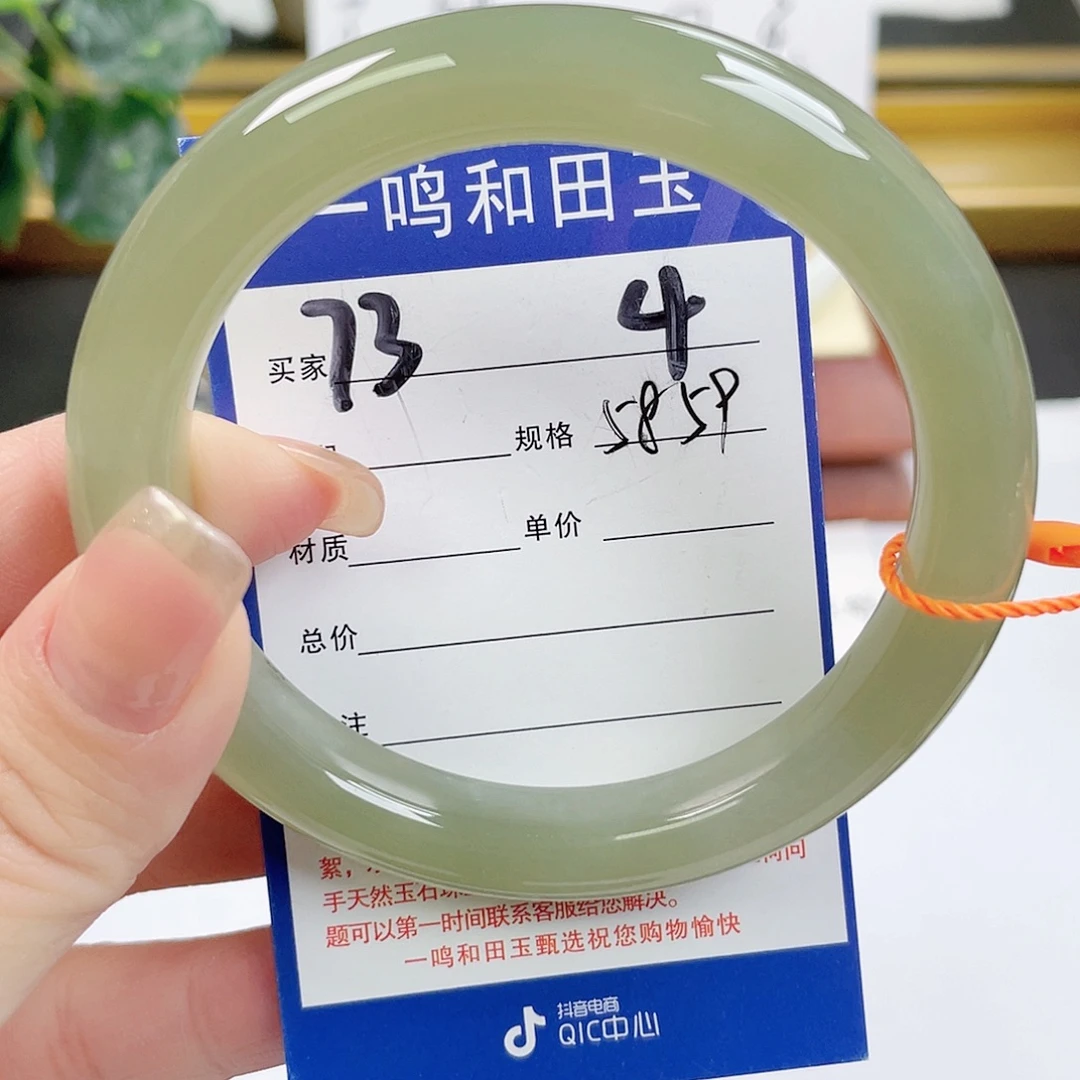 一鸣和田玉
买家 73 4
规格 5859
材质 单价
总价
注
絮,
手天然玉石
题可以第一时间联系客服给您解决。
一鸣和田玉甄选祝您购物愉快
抖音电商
QIC中心